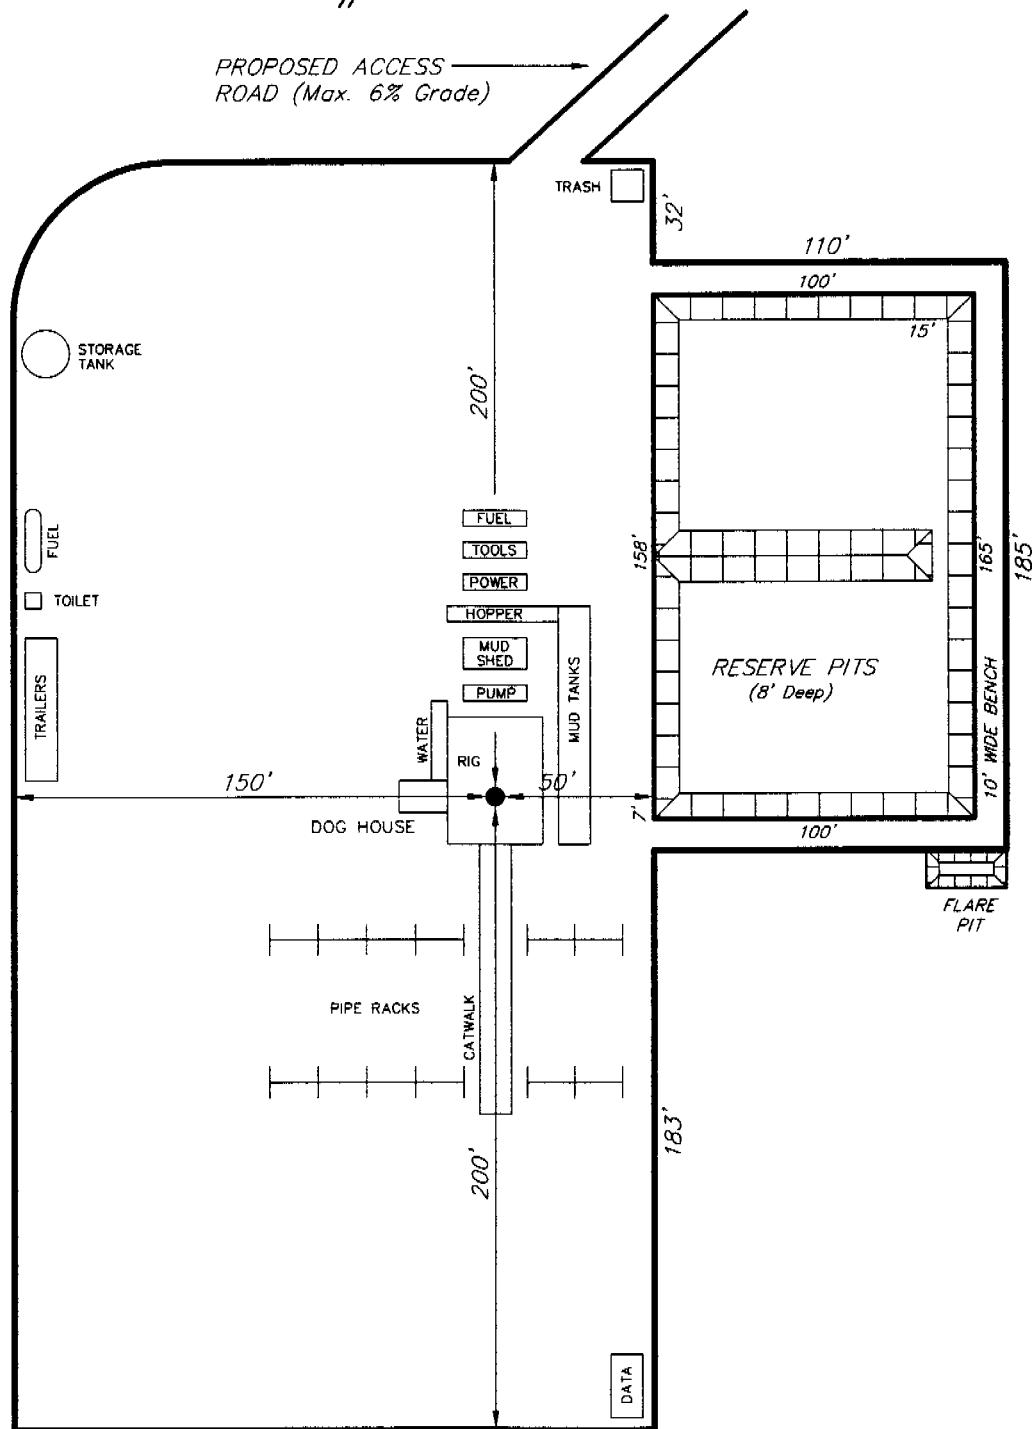 PROPOSED ACCESS
ROAD (Max. 6% Grade)
TRASH
32'
110'
100'
15'
STORAGE
TANK
200'
FUEL
FUEL
TOOLS
158'
165'
185'
POWER
TOILET
HOPPER
MUD
SHED
TRAILERS
MUD TANKS
RESERVE PITS
(8' Deep)
PUMP
WATER
10' WIDE BENCH
RIG
150'
50'
7'
DOG HOUSE
100'
FLARE
PIT
PIPE RACKS
CATWALK
183'
200'
DATA